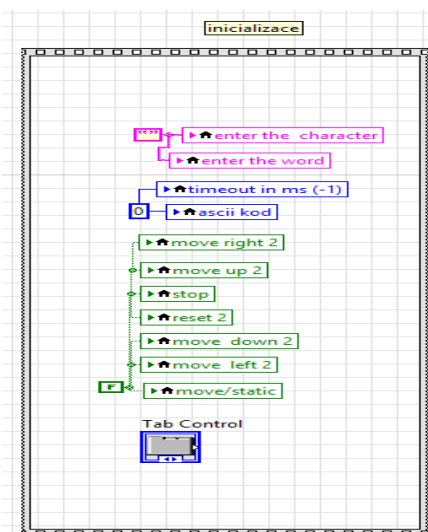 inicializace
""
enter the character
enter the word
timeout in ms (-1)
0
ascii kod
move right 2
move up 2
stop
reset 2
move down 2
move left 2
F
move/static
Tab Control